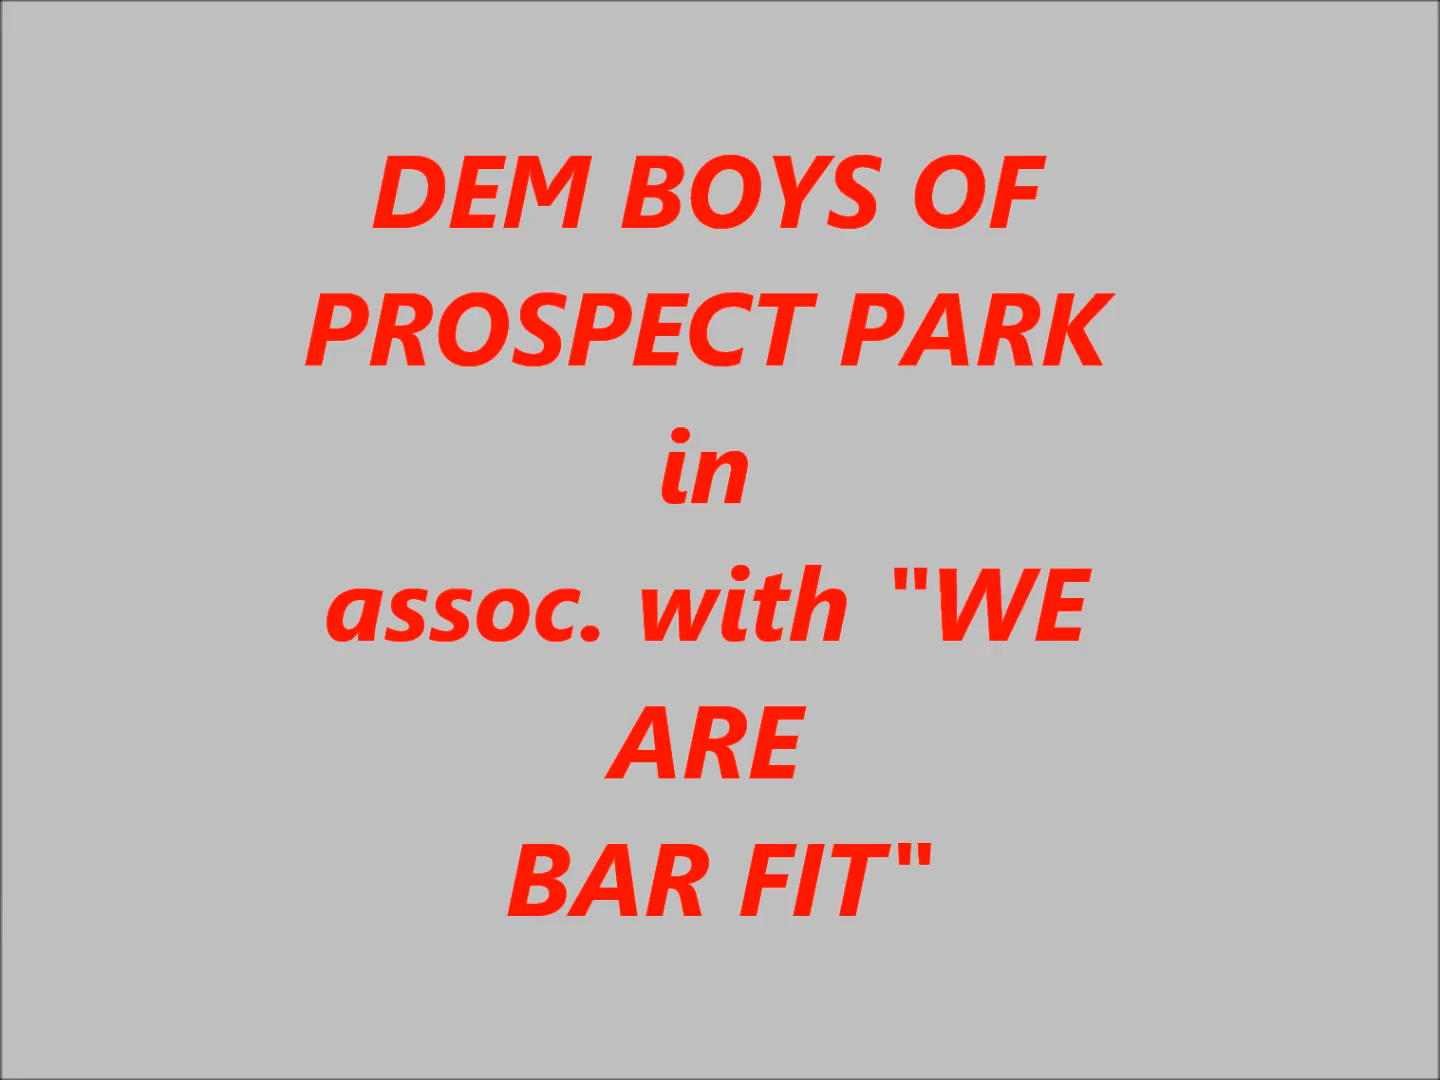 DEM BOYS OF
PROSPECT PARK
in
assoc. with "WE
ARE
BAR FIT"